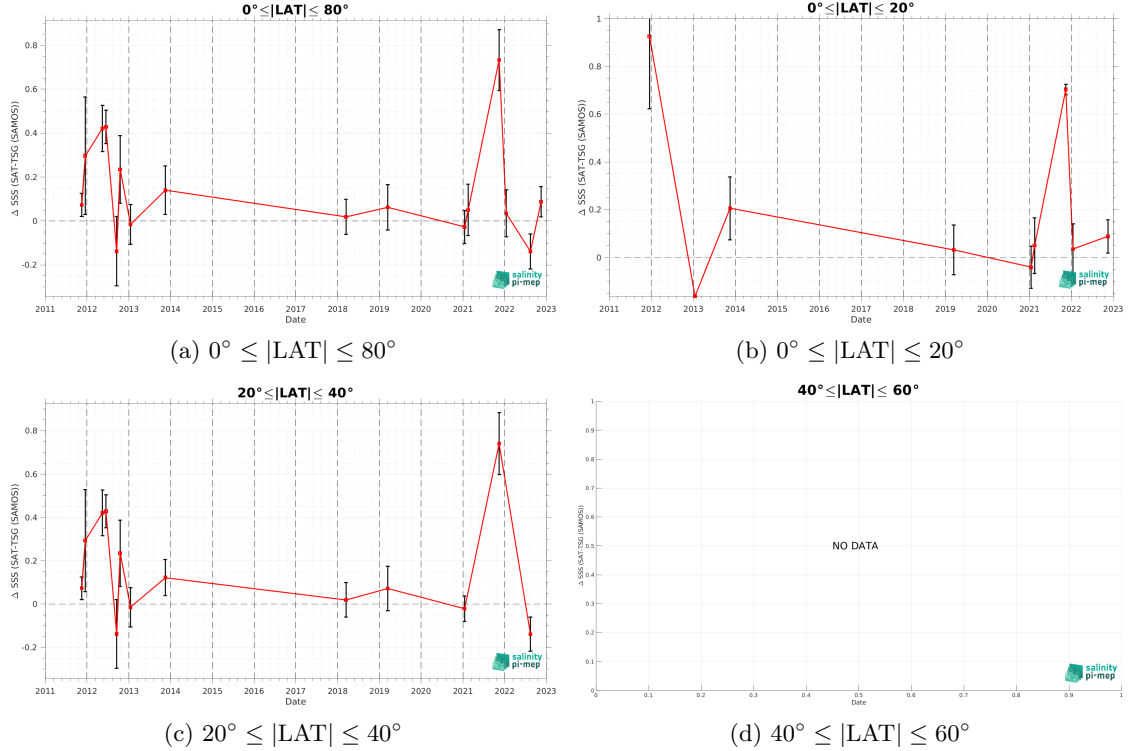 0°≤|LAT|≤ 80°
Δ SSS (SAT-TSG (SAMOS))
0.8
0.6
0.4
0.2
0
-0.2
2011 2012 2013 2014 2015 2016 2017 2018 2019 2020 2021 2022 2023
Date
salinity
pi-mep
(a) 0° ≤ |LAT| ≤ 80°
0°≤|LAT|≤ 20°
Δ SSS (SAT-TSG (SAMOS))
1
0.8
0.6
0.4
0.2
0
2011 2012 2013 2014 2015 2016 2017 2018 2019 2020 2021 2022 2023
Date
salinity
pi-mep
(b) 0° ≤ |LAT| ≤ 20°
20°≤|LAT|≤ 40°
Δ SSS (SAT-TSG (SAMOS))
0.8
0.6
0.4
0.2
0
-0.2
2011 2012 2013 2014 2015 2016 2017 2018 2019 2020 2021 2022 2023
Date
salinity
pi-mep
(c) 20° ≤ |LAT| ≤ 40°
40°≤|LAT|≤ 60°
Δ SSS (SAT-TSG (SAMOS))
1
0.9
0.8
0.7
0.6
0.5
0.4
0.3
0.2
0.1
0
NO DATA
0 0.1 0.2 0.3 0.4 0.5 0.6 0.7 0.8 0.9 1
Date
salinity
pi-mep
(d) 40° ≤ |LAT| ≤ 60°